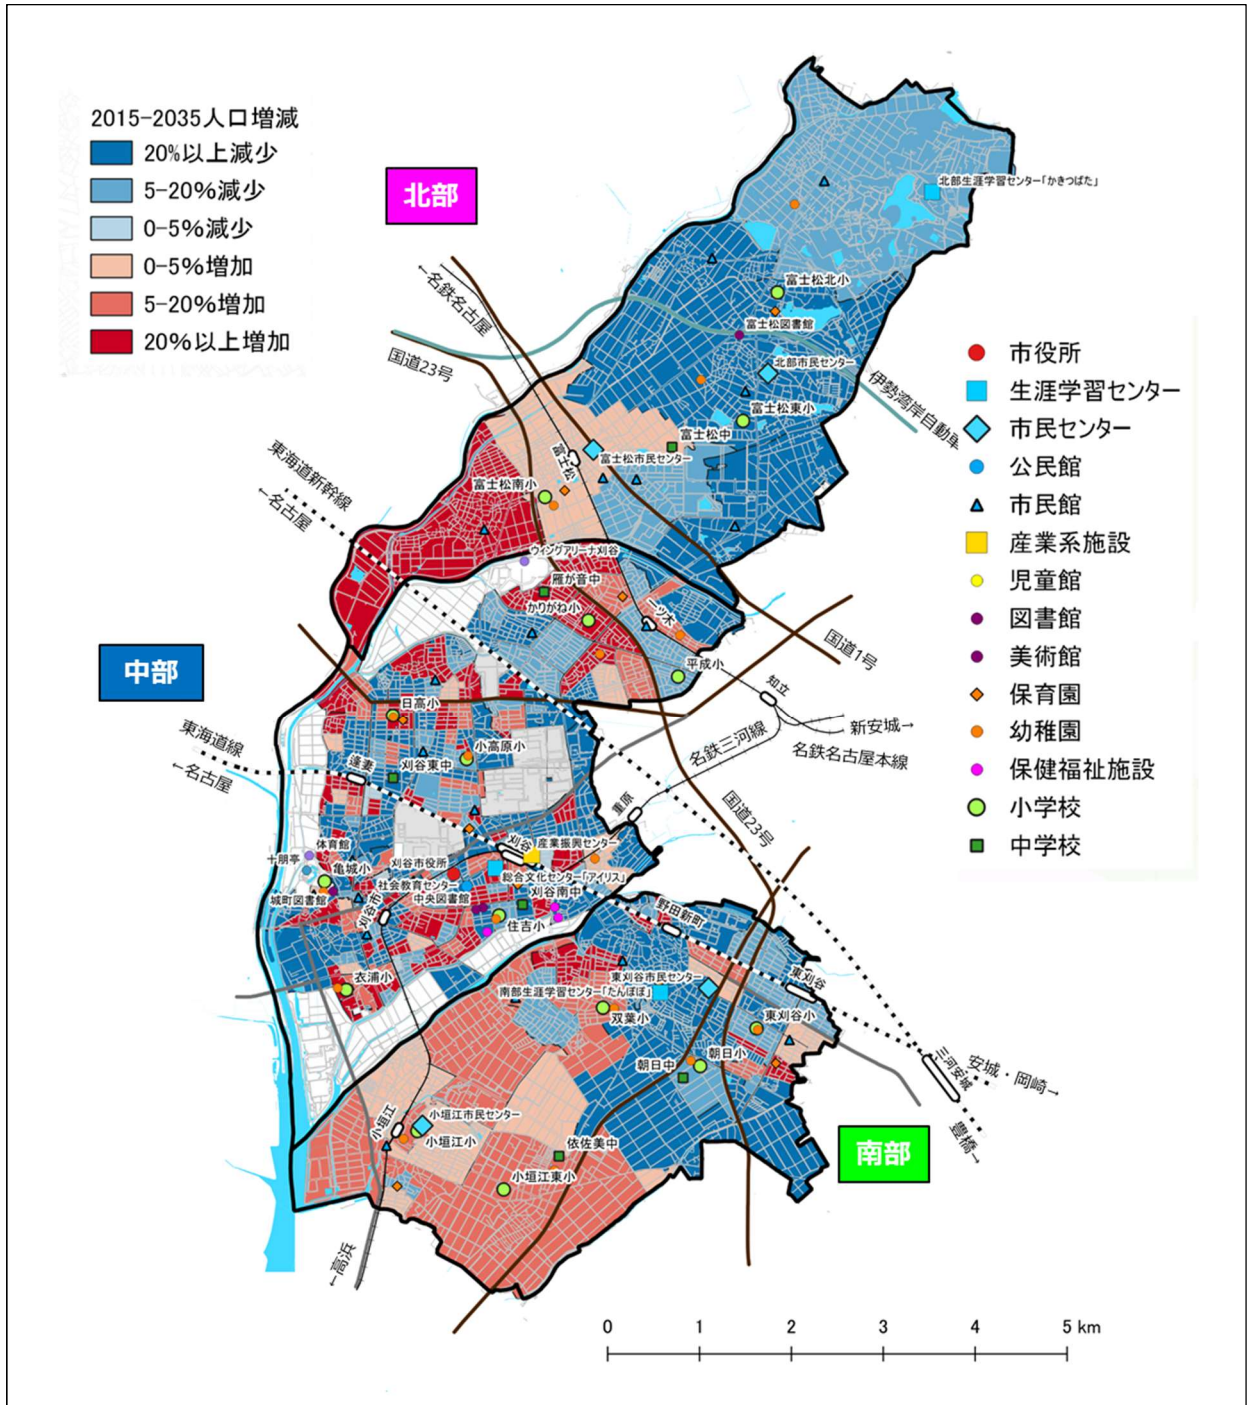 2015-2035人口増減
20%以上減少
5-20%減少
0-5%減少
0-5%増加
5-20%増加
20%以上増加
北部
中部
南部
市役所
生涯学習センター
市民センター
公民館
市民館
産業系施設
児童館
図書館
美術館
保育園
幼稚園
保健福祉施設
小学校
中学校
北部生涯学習センター「かきつばた」
←名鉄名古屋
富士松北小
富士松図書館
国道23号
北部市民センター
伊勢湾岸自動車
富士松東小
富士松中
富士松
富士松市民センター
東海道新幹線
←名古屋
富士松南小
ウイングアリーナ刈谷
雁が音中
かりがね小
一ツ木
国道1号
平成小
知立
新安城→
名鉄三河線
名鉄名古屋本線
日高小
東海道線
←名古屋
小高原小
逢妻
刈谷東中
重原
国道23号
刈谷
産業振興センター
体育館
十朋亭
亀城小
刈谷市役所
総合文化センター「アイリス」
社会教育センター
刈谷南中
城町図書館
中央図書館
刈谷市
住吉小
野田新町
衣浦小
東刈谷市民センター
東刈谷
南部生涯学習センター「たんぽぽ」
双葉小
東刈谷小
朝日小
朝日中
三河安城
安城・岡崎→
小垣江
小垣江市民センター
豊橋→
小垣江小
依佐美中
小垣江東小
←高浜
0 1 2 3 4 5 km